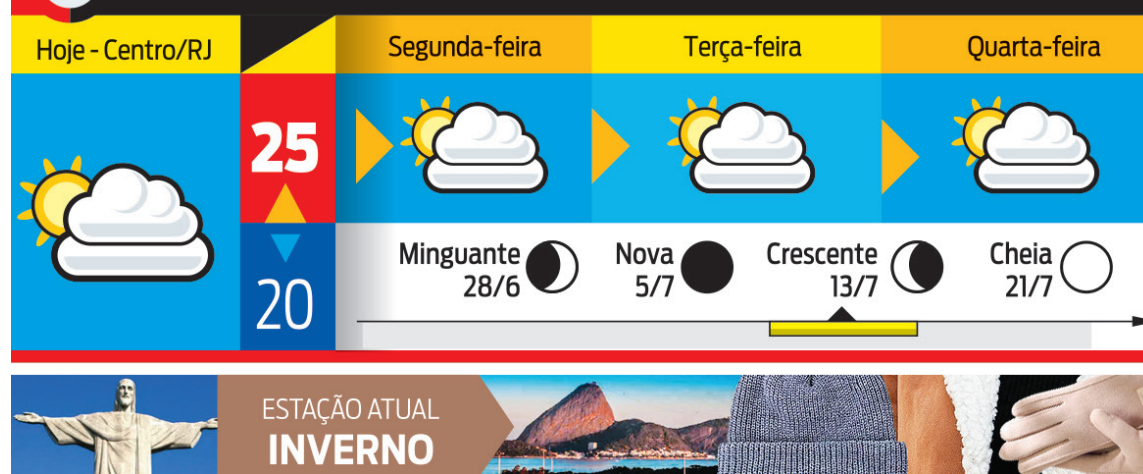 Hoje - Centro/RJ
Segunda-feira
Terça-feira
Quarta-feira
25
20
Minguante
28/6
Nova
5/7
Crescente
13/7
Cheia
21/7
ESTAÇÃO ATUAL
INVERNO